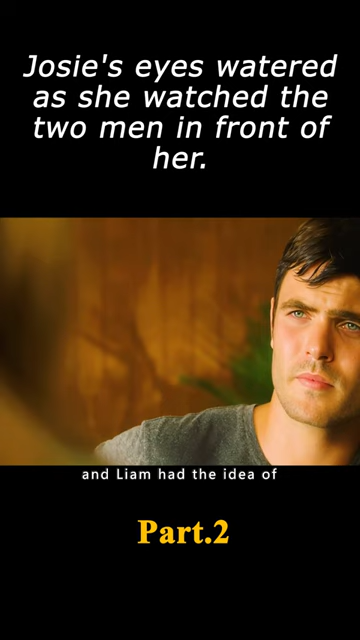 Josie's eyes watered
as she watched the
two men in front of
her.
and Liam had the idea of
Part.2